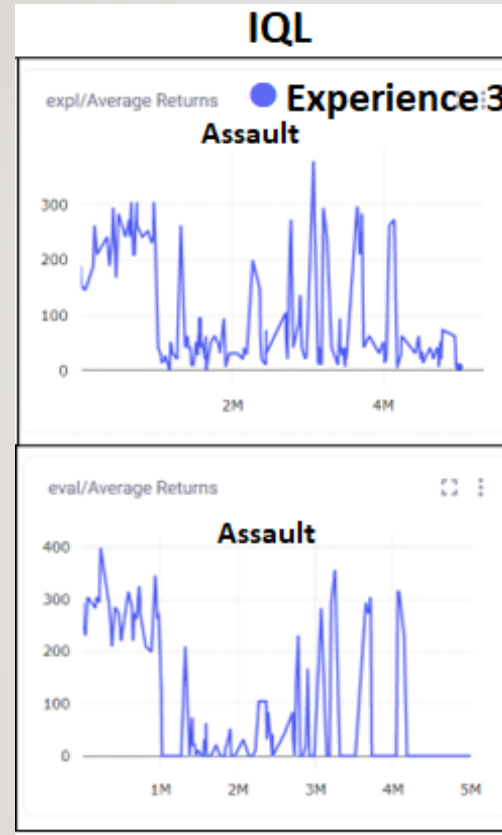 IQL
expl/Average Returns
Experience 3
Assault
300
200
100
0
2M 4M
eval/Average Returns
Assault
400
300
200
100
0
1M 2M 3M 4M 5M